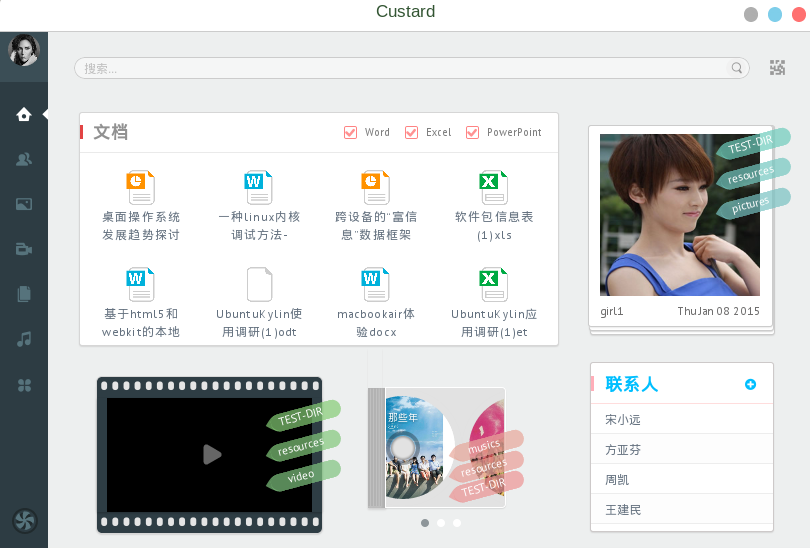 Custard
搜索...
文档
Word
Excel
PowerPoint
桌面操作系统
发展趋势探讨
一种linux内核
调试方法-
跨设备的“富信
息”数据框架
软件包信息表
(1)xls
基于html5和
webkit的本地
UbuntuKylin使
用调研(1)odt
macbookair体
验docx
UbuntuKylin应
用调研(1)et
TEST-DIR
resources
pictures
girl1
Thu Jan 08 2015
TEST-DIR
resources
video
那些年
musics
resources
TEST-DIR
联系人
宋小远
方亚芬
周凯
王建民